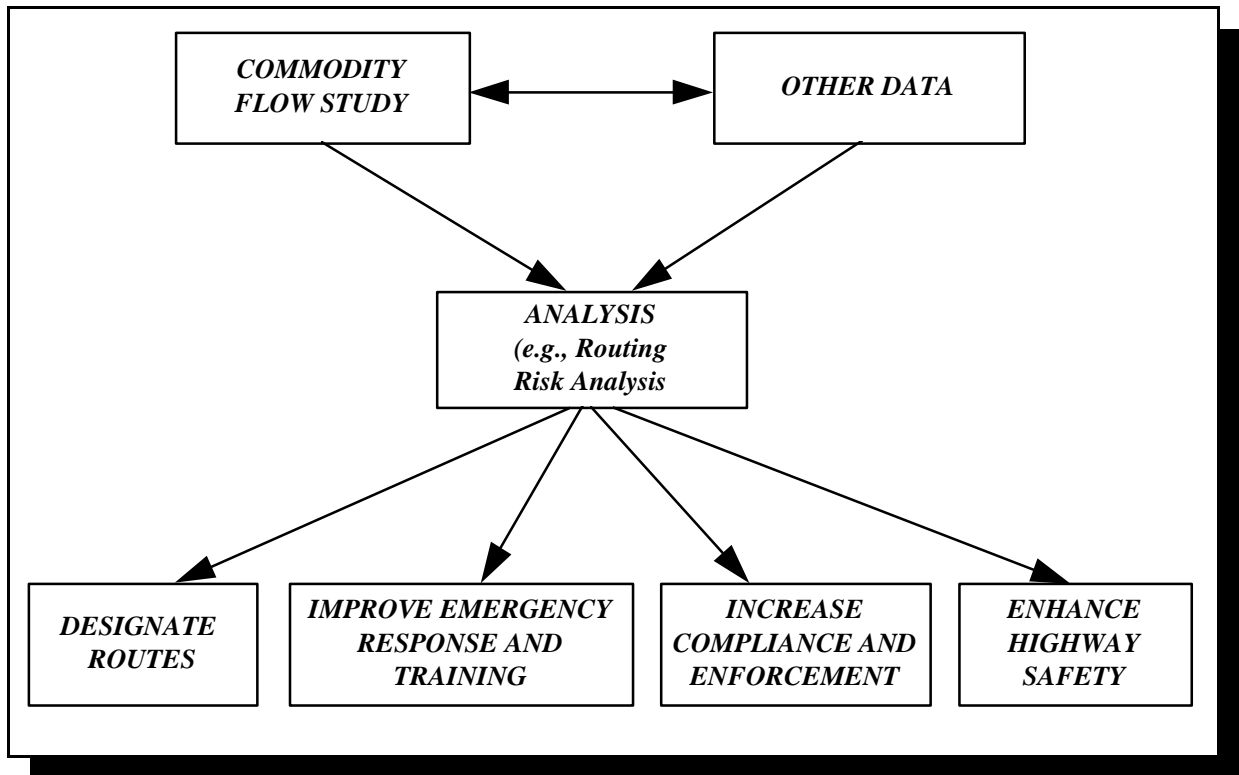 COMMODITY
FLOW STUDY
OTHER DATA
ANALYSIS
(e.g., Routing
Risk Analysis
DESIGNATE
ROUTES
IMPROVE EMERGENCY
RESPONSE AND
TRAINING
INCREASE
COMPLIANCE AND
ENFORCEMENT
ENHANCE
HIGHWAY
SAFETY